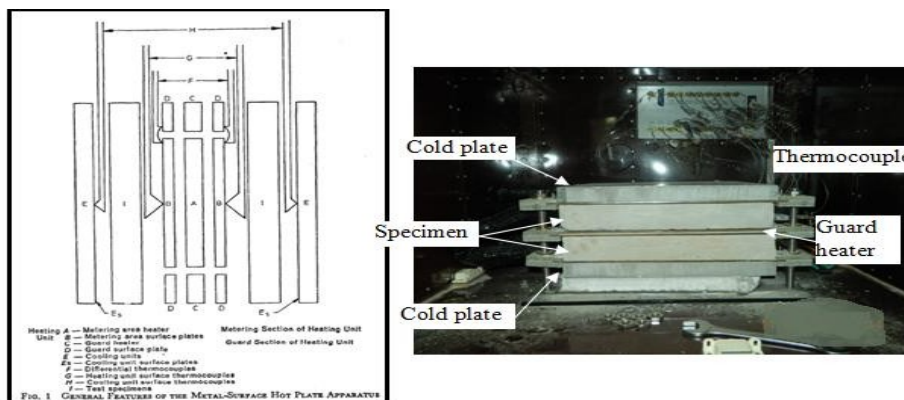 H
G
F
D C D
C I D A B I E
D C D
Es Es
Heating A — Metering area heater Metering Section of Heating Unit
Unit B — Metering area surface plates
C — Guard heater Guard Section of Heating Unit
D — Guard surface plate
E — Cooling units
Es — Cooling unit surface plates
F — Differential thermocouples
G — Heating unit surface thermocouples
H — Cooling unit surface thermocouples
I — Test specimens
FIG. 1 GENERAL FEATURES OF THE METAL-SURFACE HOT PLATE APPARATUS
Cold plate
Thermocouple
Specimen
Guard
heater
Cold plate